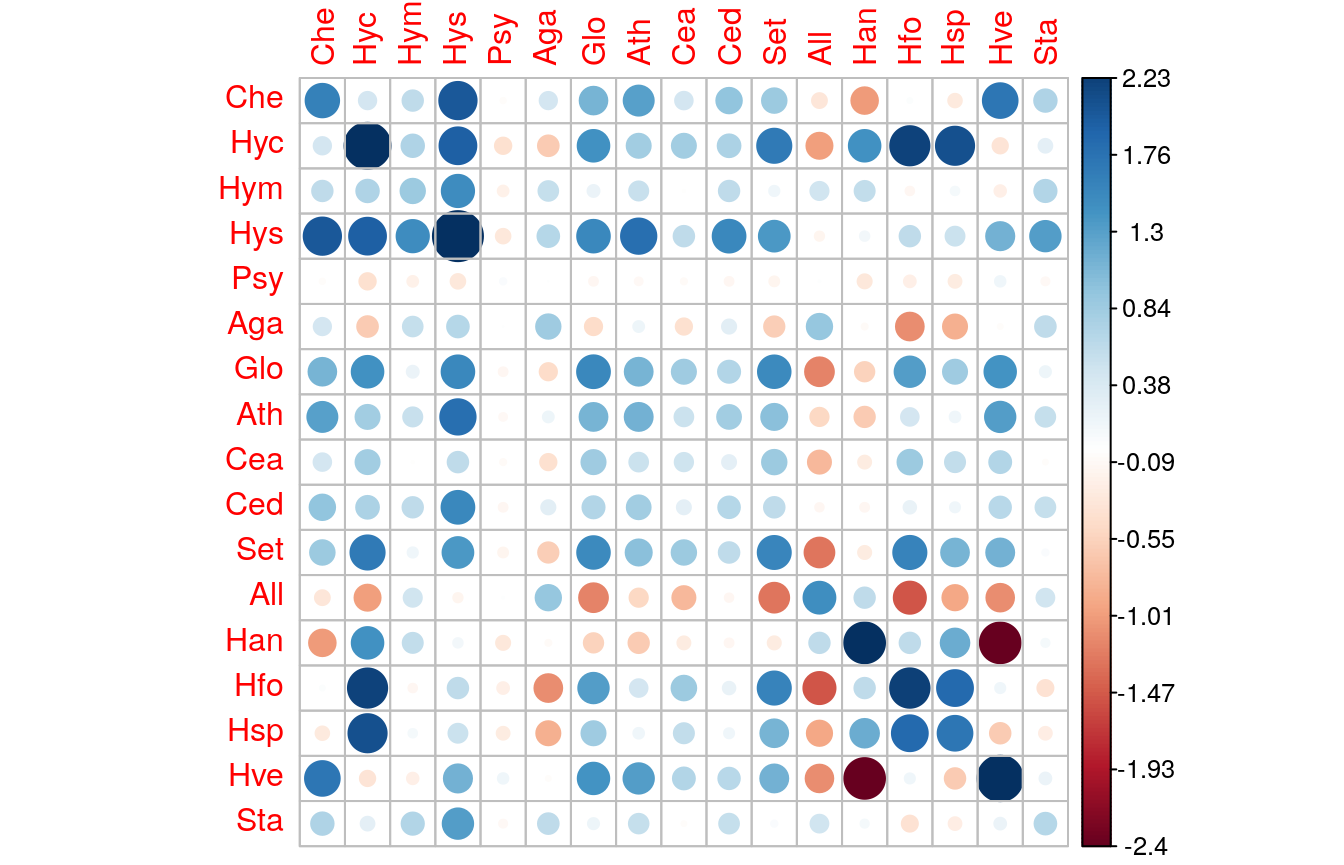 Che Hyc Hym Hys Psy Aga Glo Ath Cea Ced Set All Han Hfo Hsp Hve Sta
Che
Hyc
Hym
Hys
Psy
Aga
Glo
Ath
Cea
Ced
Set
All
Han
Hfo
Hsp
Hve
Sta
2.23
1.76
1.3
0.84
0.38
-0.09
-0.55
-1.01
-1.47
-1.93
-2.4